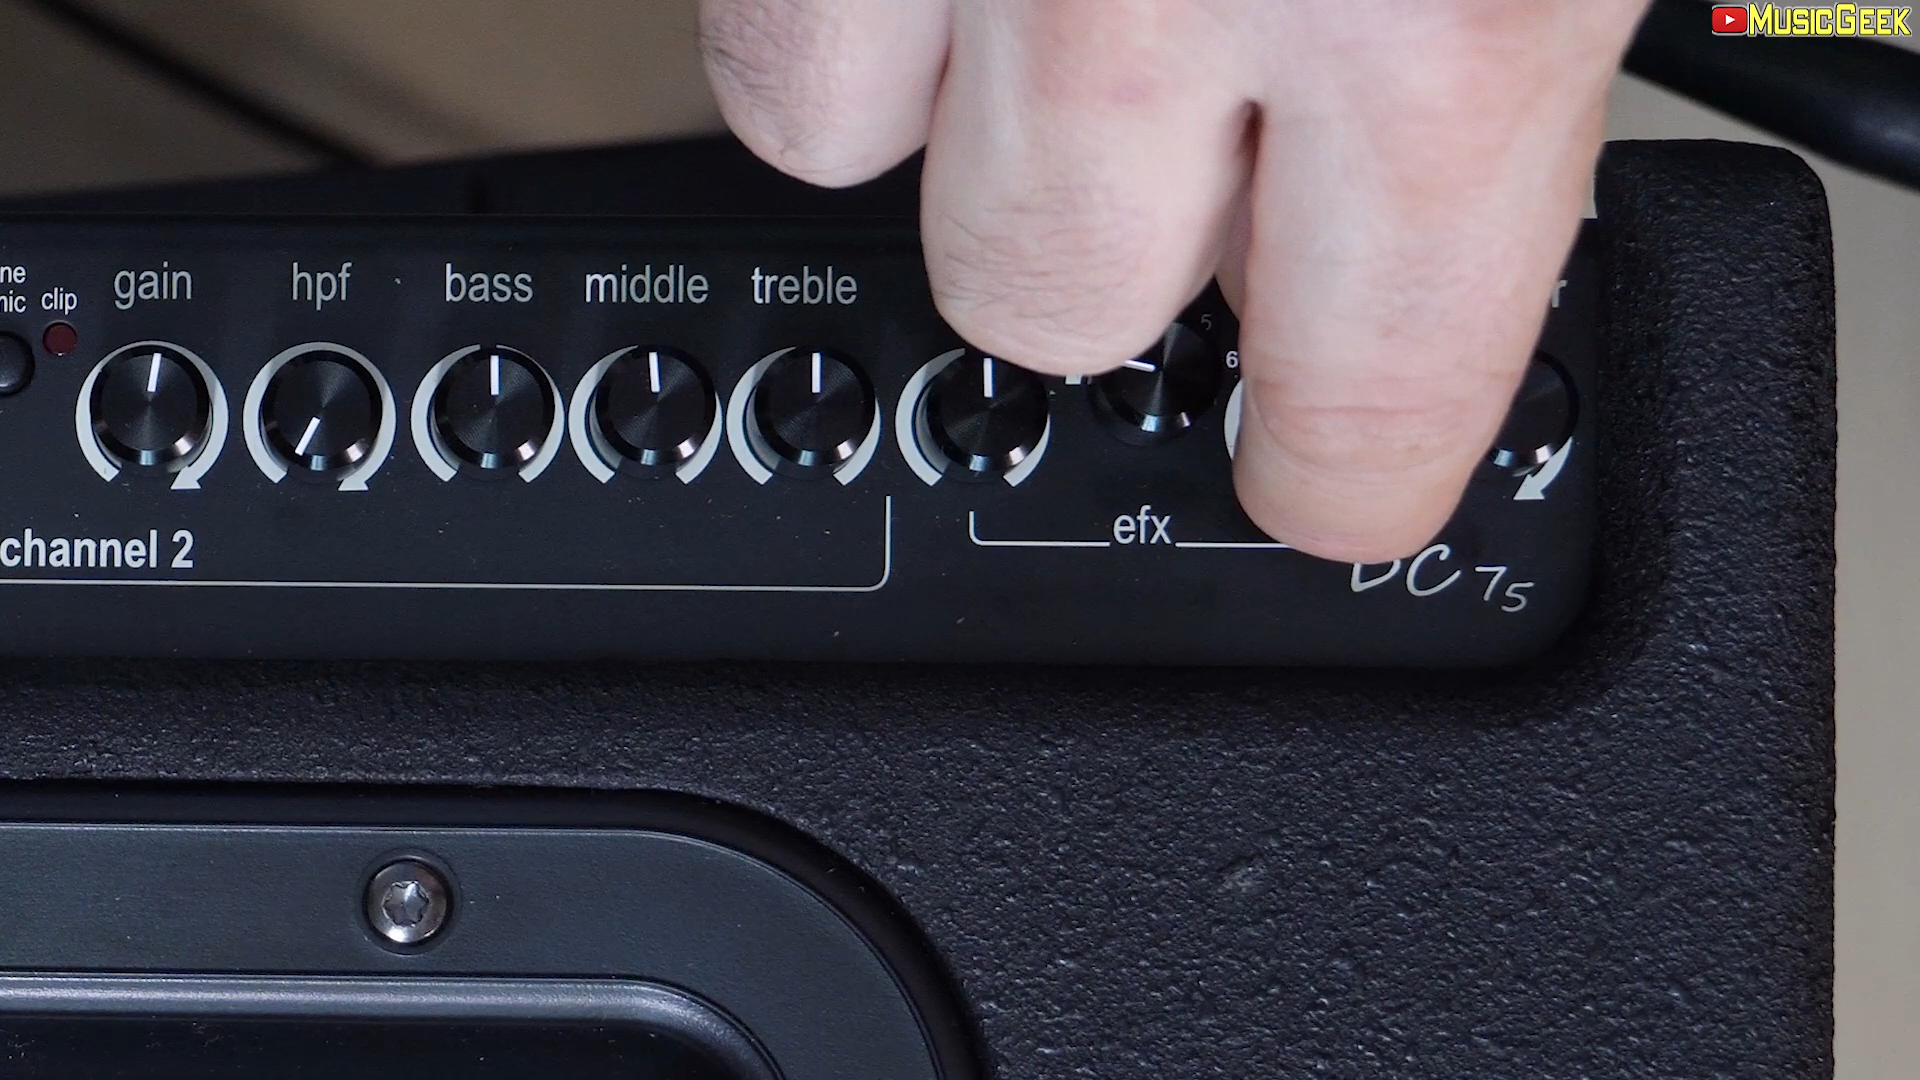 MUSICGEEK
clip
gain
hpf
bass
middle
treble
5
6
channel 2
efx
DC 75